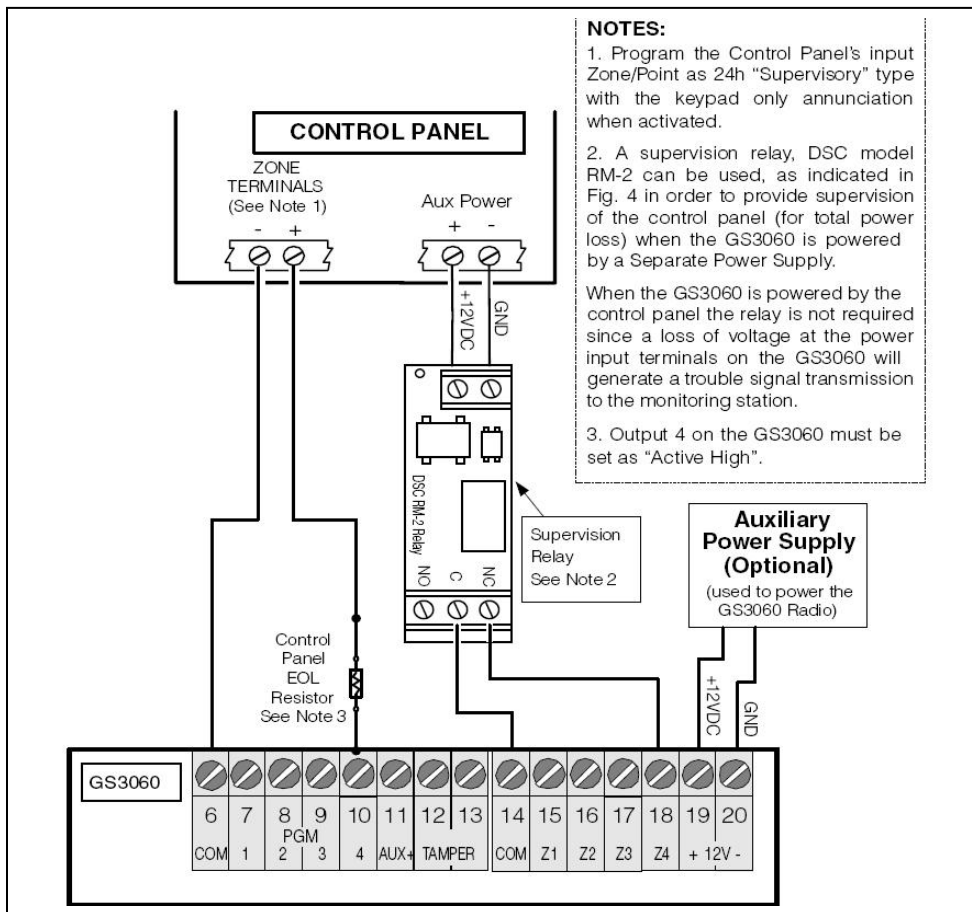 NOTES:
1. Program the Control Panel's input
Zone/Point as 24h “Supervisory” type
with the keypad only annunciation
when activated.
2. A supervision relay, DSC model
RM-2 can be used, as indicated in
Fig. 4 in order to provide supervision
of the control panel (for total power
loss) when the GS3060 is powered
by a Separate Power Supply.
When the GS3060 is powered by the
control panel the relay is not required
since a loss of voltage at the power
input terminals on the GS3060 will
generate a trouble signal transmission
to the monitoring station.
3. Output 4 on the GS3060 must be
set as “Active High”.
CONTROL PANEL
ZONE
TERMINALS
(See Note 1)
- +
Aux Power
+ -
+12VDC
GND
DSC RM-2 Relay
NO C NC
Supervision
Relay
See Note 2
Auxiliary
Power Supply
(Optional)
(used to power the
GS3060 Radio)
+12VDC
GND
Control
Panel
EOL
Resistor
See Note 3
GS3060
6 7 8 9 10 11 12 13 14 15 16 17 18 19 20
PGM
COM 1 2 3 4 AUX+ TAMPER COM Z1 Z2 Z3 Z4 + 12V -